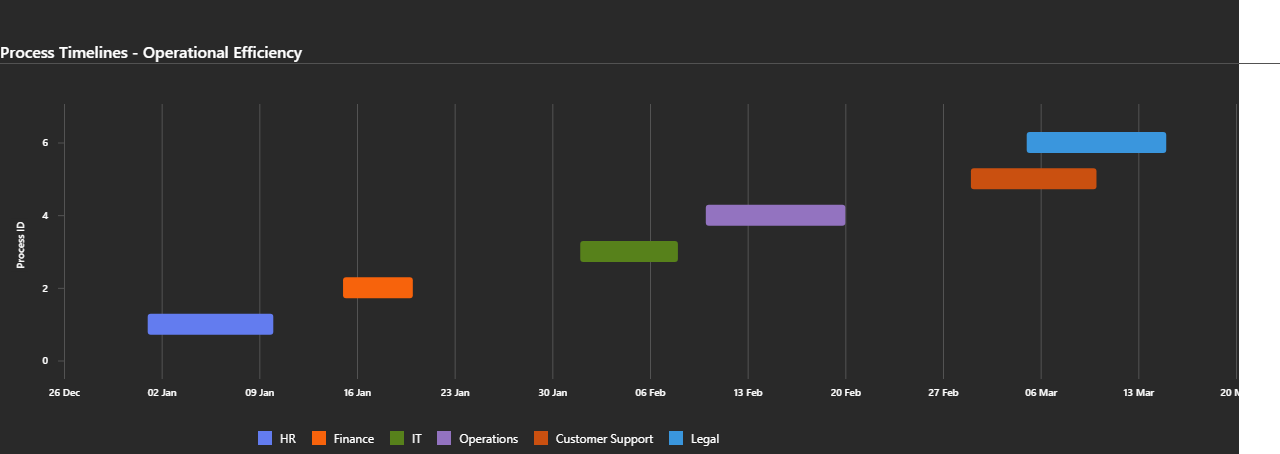 Process Timelines - Operational Efficiency
6
4
2
0
Process ID
26 Dec 02 Jan 09 Jan 16 Jan 23 Jan 30 Jan 06 Feb 13 Feb 20 Feb 27 Feb 06 Mar 13 Mar 20
HR Finance IT Operations Customer Support Legal